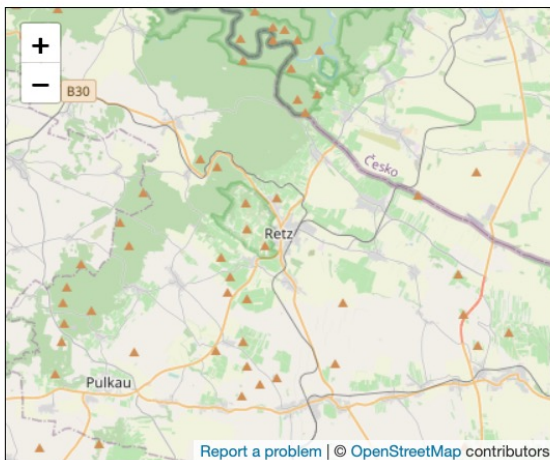 +
−
B30
Česko
Retz
Pulkau
Report a problem | © OpenStreetMap contributors